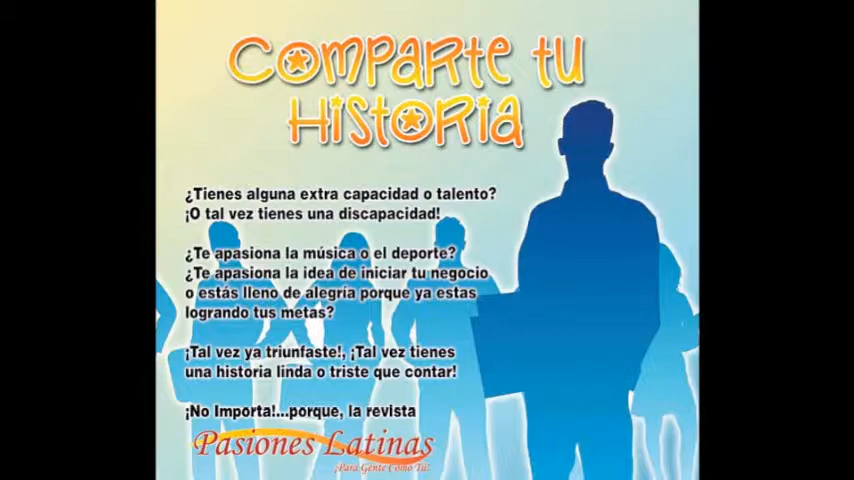 Comparte tu
Historia
¿Tienes alguna extra capacidad o talento?
¡O tal vez tienes una discapacidad!
¿Te apasiona la música o el deporte?
¿Te apasiona la idea de iniciar tu negocio
o estás lleno de alegría porque ya estas
logrando tus metas?
¡Tal vez ya triunfaste!, ¡Tal vez tienes
una historia linda o triste que contar!
¡No Importa!...porque, la revista
Pasiones Latinas
¡Para Gente Como Tú!